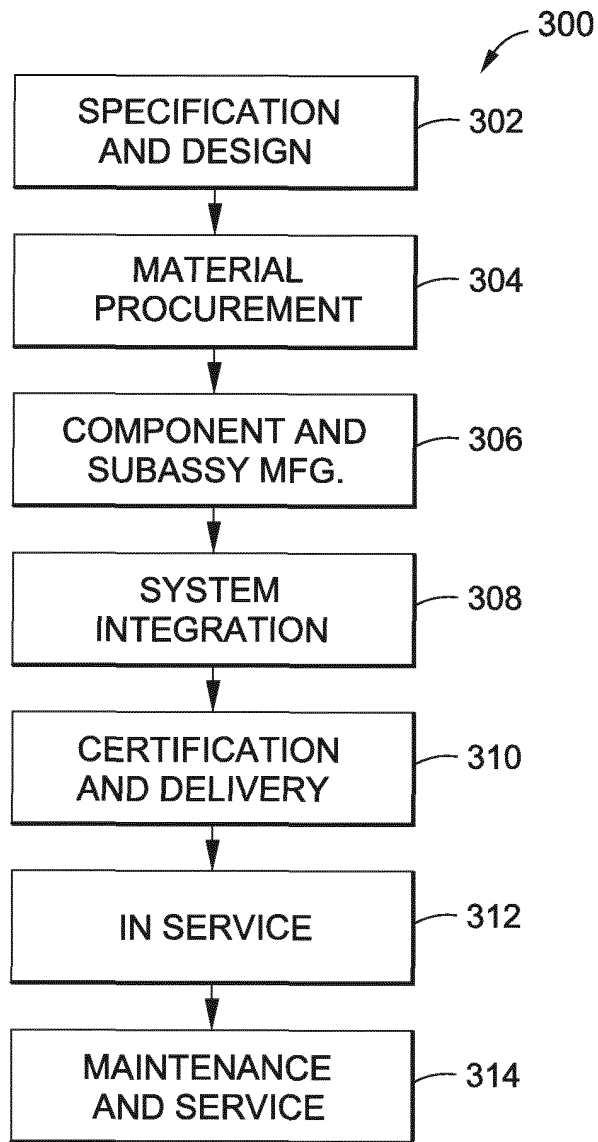 300
SPECIFICATION
AND DESIGN
302
MATERIAL
PROCUREMENT
304
COMPONENT AND
SUBASSY MFG.
306
SYSTEM
INTEGRATION
308
CERTIFICATION
AND DELIVERY
310
IN SERVICE
312
MAINTENANCE
AND SERVICE
314